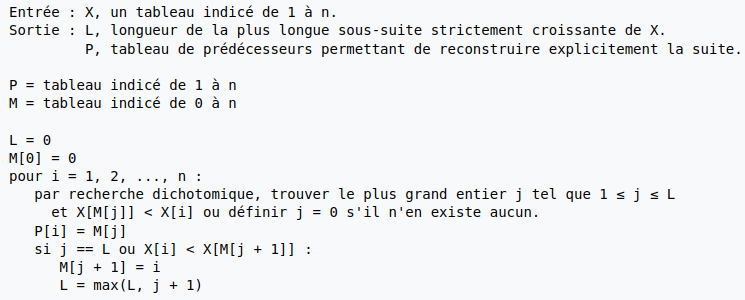 Entrée : X, un tableau indicé de 1 à n.
Sortie : L, longueur de la plus longue sous-suite strictement croissante de X.
         P, tableau de prédécesseurs permettant de reconstruire explicitement la suite.

P = tableau indicé de 1 à n
M = tableau indicé de 0 à n

L = 0
M[0] = 0
pour i = 1, 2, ..., n :
   par recherche dichotomique, trouver le plus grand entier j tel que 1 ≤ j ≤ L
     et X[M[j]] < X[i] ou définir j = 0 s'il n'en existe aucun.
   P[i] = M[j]
   si j == L ou X[i] < X[M[j + 1]] :
      M[j + 1] = i
      L = max(L, j + 1)